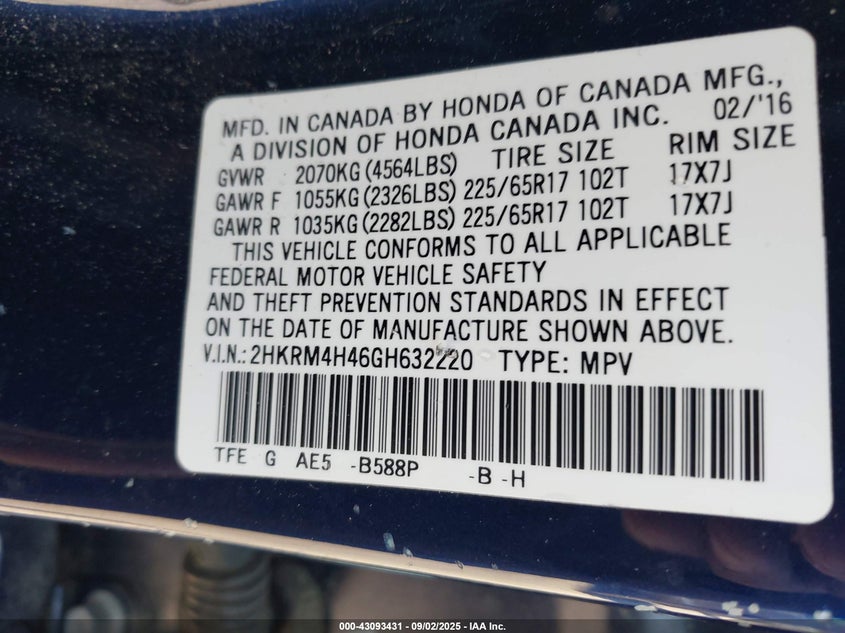 MFD. IN CANADA BY HONDA OF CANADA MFG.,
A DIVISION OF HONDA CANADA INC. 02/'16
GVWR 2070KG (4564LBS) TIRE SIZE RIM SIZE
GAWR F 1055KG (2326LBS) 225/65R17 102T 17X7J
GAWR R 1035KG (2282LBS) 225/65R17 102T 17X7J
THIS VEHICLE CONFORMS TO ALL APPLICABLE
FEDERAL MOTOR VEHICLE SAFETY
AND THEFT PREVENTION STANDARDS IN EFFECT
ON THE DATE OF MANUFACTURE SHOWN ABOVE.
V.I.N.: 2HKRM4H46GH632220 TYPE: MPV
TFE G AE5 -B588P -B -H
000-43093431 - 09/02/2025 - IAA Inc.